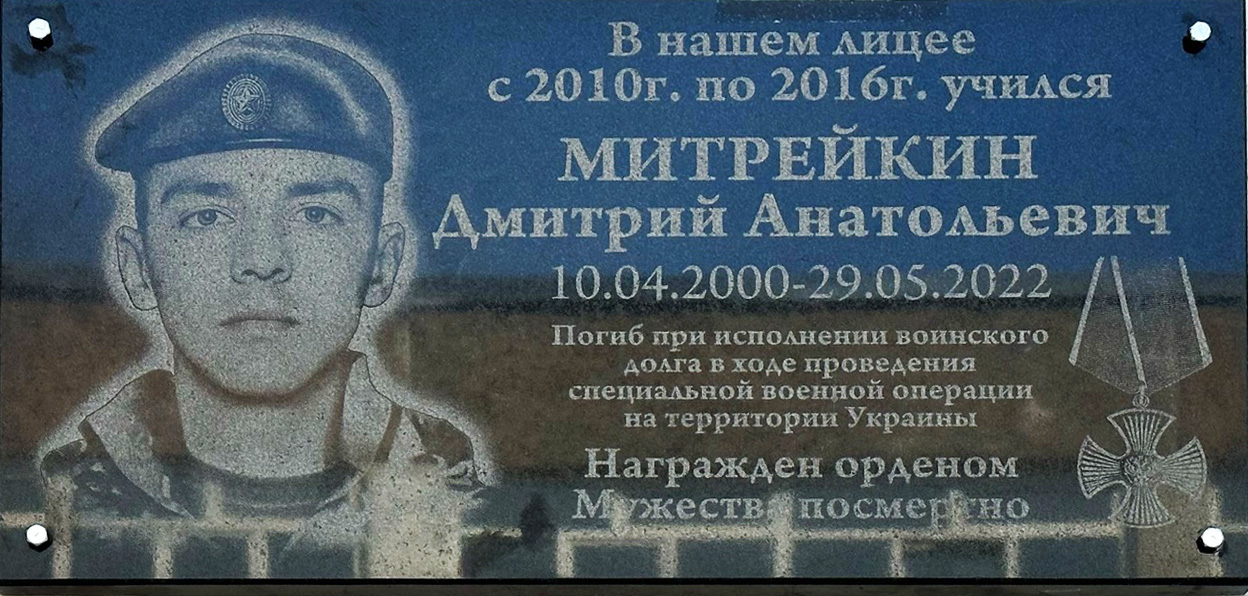 В нашем лицее
с 2010г. по 2016г. учился
МИТРЕЙКИН
Дмитрий Анатольевич
10.04.2000-29.05.2022
Погиб при исполнении воинского
долга в ходе проведения
специальной военной операции
на территории Украины
Награжден орденом
Мужества посмертно